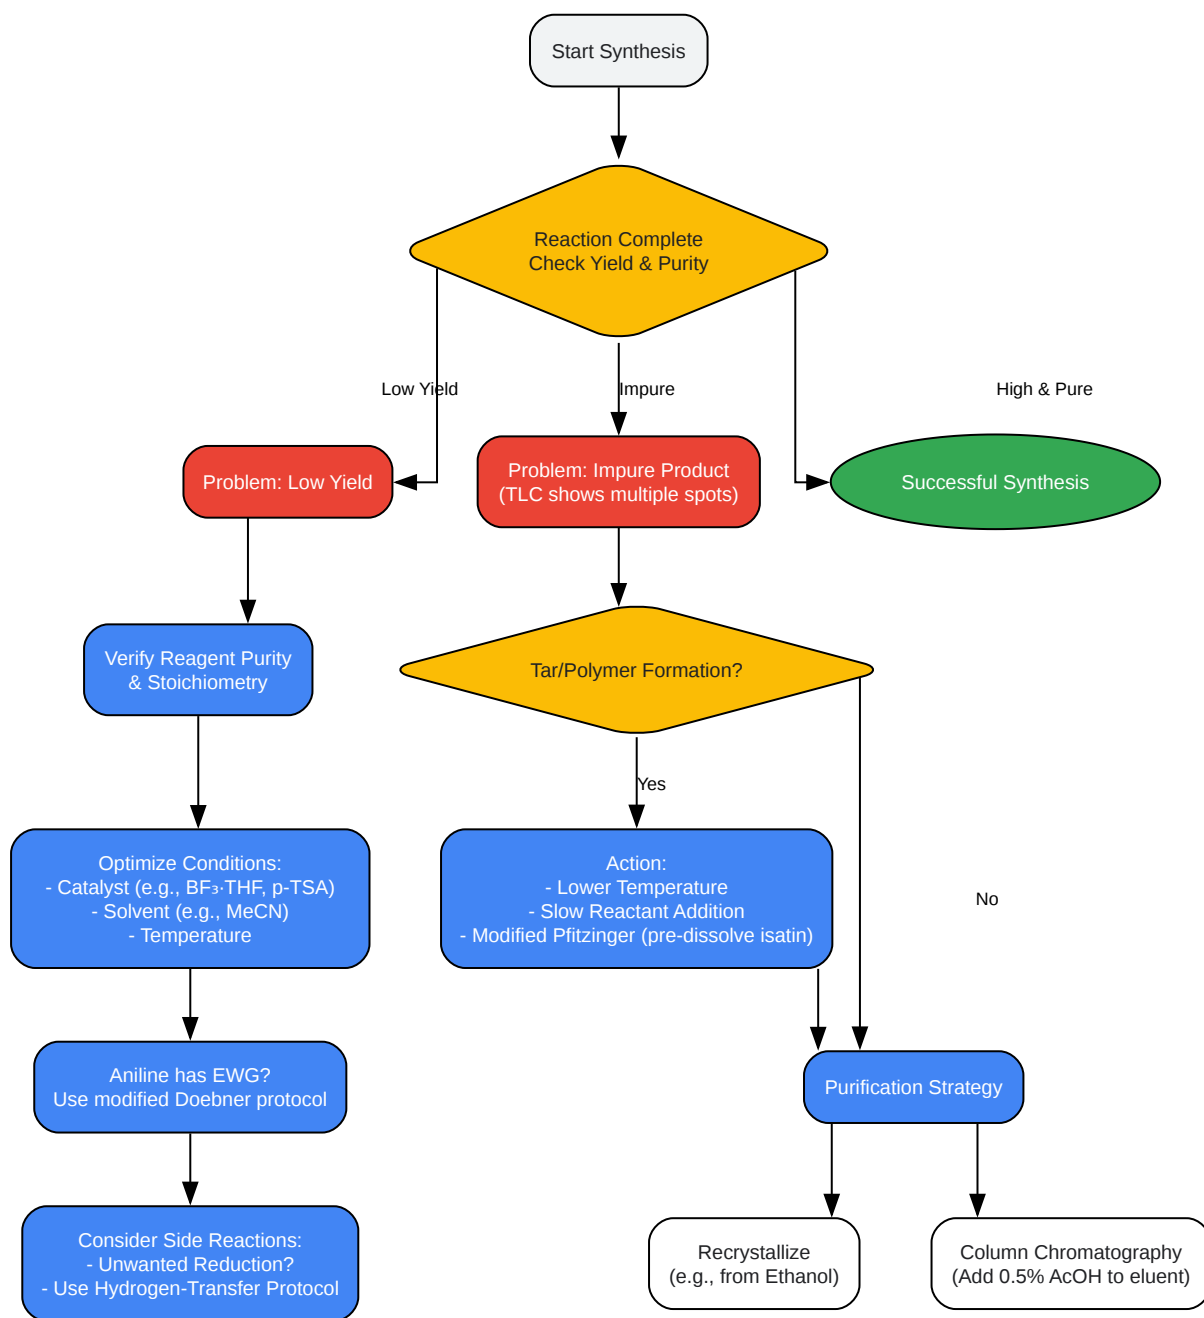 Start Synthesis
Reaction Complete
Check Yield & Purity
Low Yield
Impure
High & Pure
Problem: Low Yield
Problem: Impure Product
(TLC shows multiple spots)
Successful Synthesis
Verify Reagent Purity
& Stoichiometry
Tar/Polymer Formation?
Yes
No
Optimize Conditions:
- Catalyst (e.g., BF₃·THF, p-TSA)
- Solvent (e.g., MeCN)
- Temperature
Action:
- Lower Temperature
- Slow Reactant Addition
- Modified Pfitzinger (pre-dissolve isatin)
Aniline has EWG?
Use modified Doebner protocol
Purification Strategy
Consider Side Reactions:
- Unwanted Reduction?
- Use Hydrogen-Transfer Protocol
Recrystallize
(e.g., from Ethanol)
Column Chromatography
(Add 0.5% AcOH to eluent)